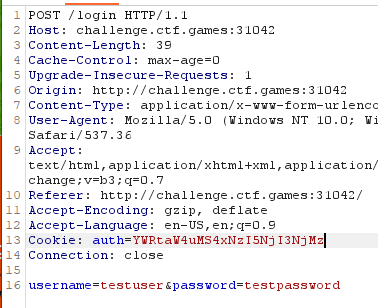 1 POST /login HTTP/1.1
2 Host: challenge.ctf.games:31042
3 Content-Length: 39
4 Cache-Control: max-age=0
5 Upgrade-Insecure-Requests: 1
6 Origin: http://challenge.ctf.games:31042
7 Content-Type: application/x-www-form-urlenco
8 User-Agent: Mozilla/5.0 (Windows NT 10.0; Wi
Safari/537.36
9 Accept:
text/html,application/xhtml+xml,application/
change;v=b3;q=0.7
10 Referer: http://challenge.ctf.games:31042/
11 Accept-Encoding: gzip, deflate
12 Accept-Language: en-US,en;q=0.9
13 Cookie: auth=YWRtaW4uMS4xNzI5NjI3NjMz
14 Connection: close
15
16 username=testuser&password=testpassword